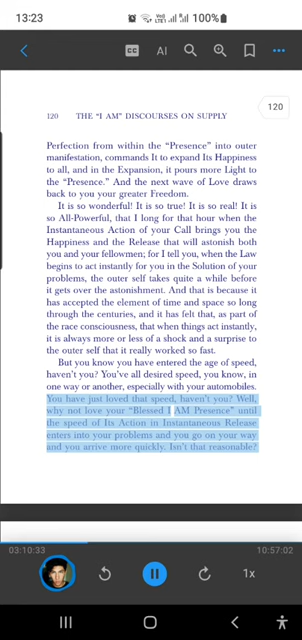 13:23
100%
CC
AI
120
120 THE “I AM” DISCOURSES ON SUPPLY
Perfection from within the “Presence” into outer
manifestation, commands It to expand Its Happiness
to all, and in the Expansion, it pours more Light to
the “Presence.” And the next wave of Love draws
back to you your greater Freedom.
It is so wonderful! It is so true! It is so real! It is
so All-Powerful, that I long for that hour when the
Instantaneous Action of your Call brings you the
Happiness and the Release that will astonish both
you and your fellowmen; for I tell you, when the Law
begins to act instantly for you in the Solution of your
problems, the outer self takes quite a while before
it gets over the astonishment. And that is because it
has accepted the element of time and space so long
through the centuries, and it has felt that, as part of
the race consciousness, that when things act instantly,
it is always more or less of a shock and a surprise to
the outer self that it really worked so fast.
But you know you have entered the age of speed,
haven’t you? You’ve all desired speed, you know, in
one way or another, especially with your automobiles.
You have just loved that speed, haven’t you? Well,
why not love your “Blessed I AM Presence” until
the speed of Its Action in Instantaneous Release
enters into your problems and you go on your way
and you arrive more quickly. Isn’t that reasonable?
03:10:33
10:57:02
1x